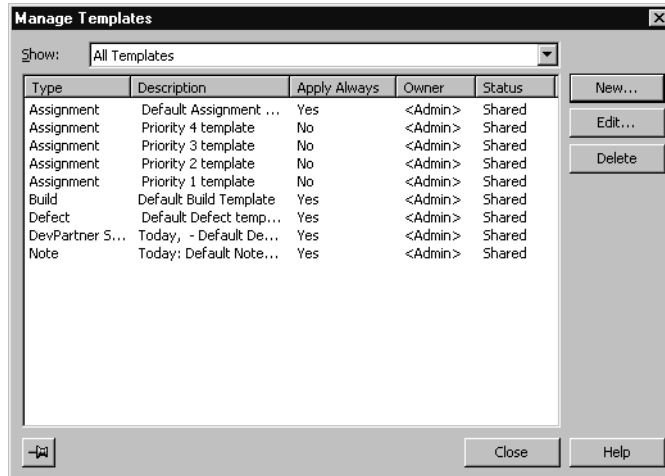 Manage Templates
Show: All Templates
Type Description Apply Always Owner Status
Assignment Default Assignment ... Yes <Admin> Shared
Assignment Priority 4 template No <Admin> Shared
Assignment Priority 3 template No <Admin> Shared
Assignment Priority 2 template No <Admin> Shared
Assignment Priority 1 template No <Admin> Shared
Build Default Build Template Yes <Admin> Shared
Defect Default Defect temp... Yes <Admin> Shared
DevPartner S... Today, - Default De... Yes <Admin> Shared
Note Today: Default Note... Yes <Admin> Shared
New...
Edit...
Delete
Close Help